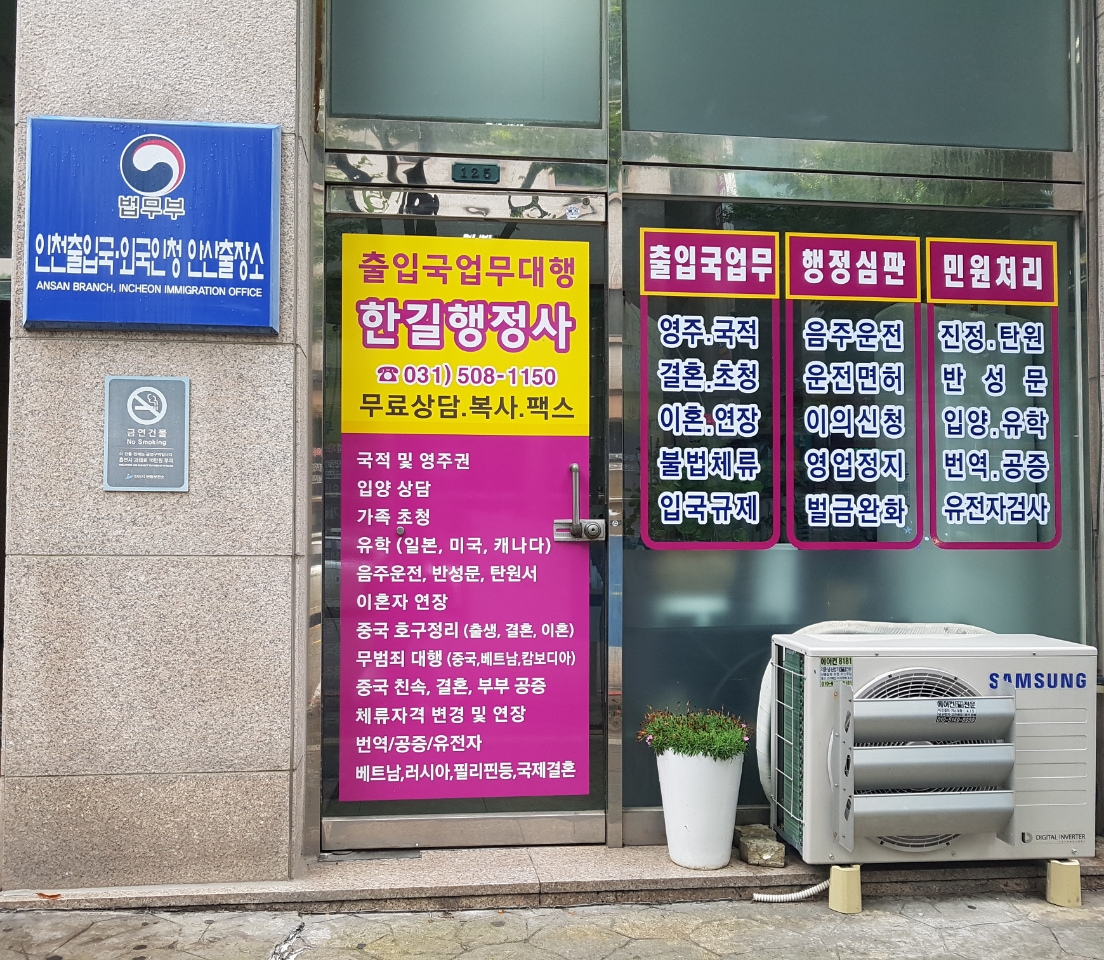 법무부
인천출입국·외국인청 안산출장소
ANSAN BRANCH, INCHEON IMMIGRATION OFFICE
금연건물
No Smoking
125
출입국업무대행
한길행정사
☎031) 508-1150
무료상담.복사.팩스
국적 및 영주권
입양 상담
가족 초청
유학 (일본, 미국, 캐나다)
음주운전, 반성문, 탄원서
이혼자 연장
중국 호구정리 (출생, 결혼, 이혼)
무범죄 대행 (중국,베트남,캄보디아)
중국 친속, 결혼, 부부 공증
체류자격 변경 및 연장
번역/공증/유전자
베트남,러시아,필리핀등,국제결혼
출입국업무
영주.국적
결혼.초청
이혼.연장
불법체류
입국규제
행정심판
음주운전
운전면허
이의신청
영업정지
벌금완화
민원처리
진정.탄원
반 성 문
입양.유학
번역.공증
유전자검사
에어컨 8181
SAMSUNG
DIGITAL INVERTER